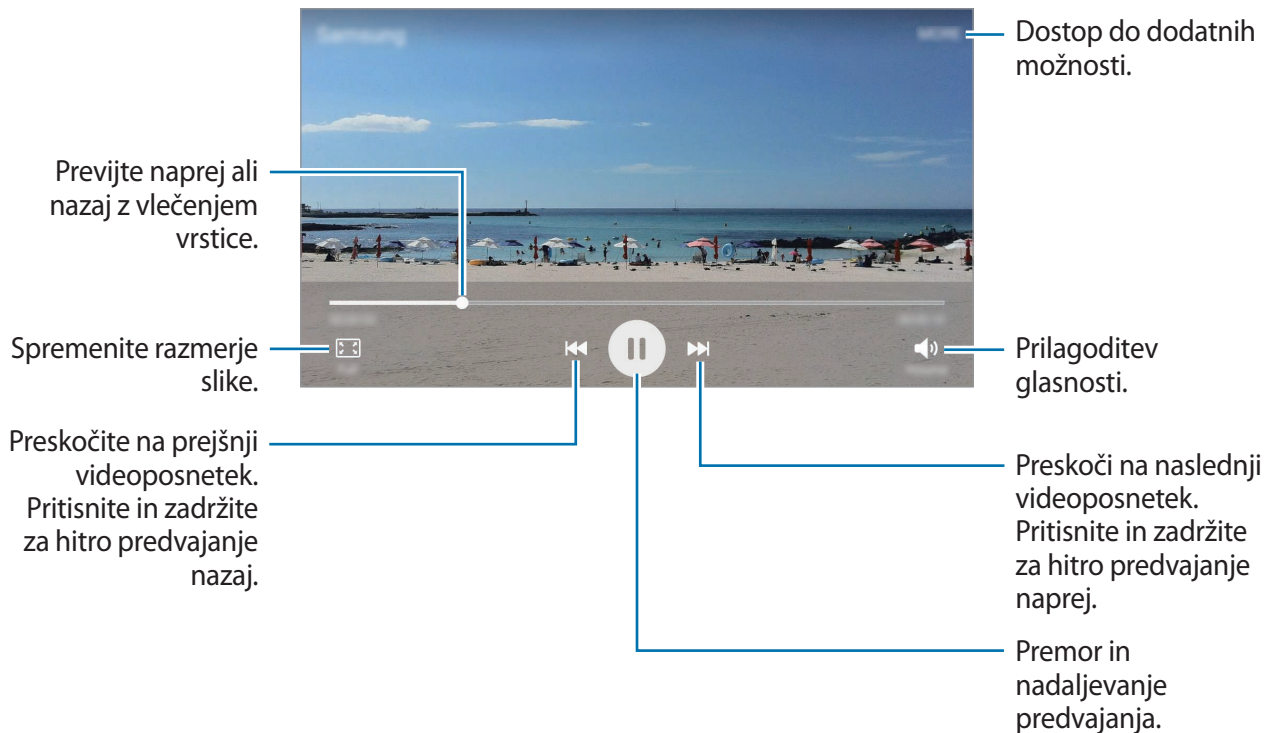 Dostop do dodatnih
možnosti.
Previjte naprej ali
nazaj z vlečenjem
vrstice.
Spremenite razmerje
slike.
Prilagoditev
glasnosti.
Preskočite na prejšnji
videoposnetek.
Pritisnite in zadržite
za hitro predvajanje
nazaj.
Preskoči na naslednji
videoposnetek.
Pritisnite in zadržite
za hitro predvajanje
naprej.
Premor in
nadaljevanje
predvajanja.